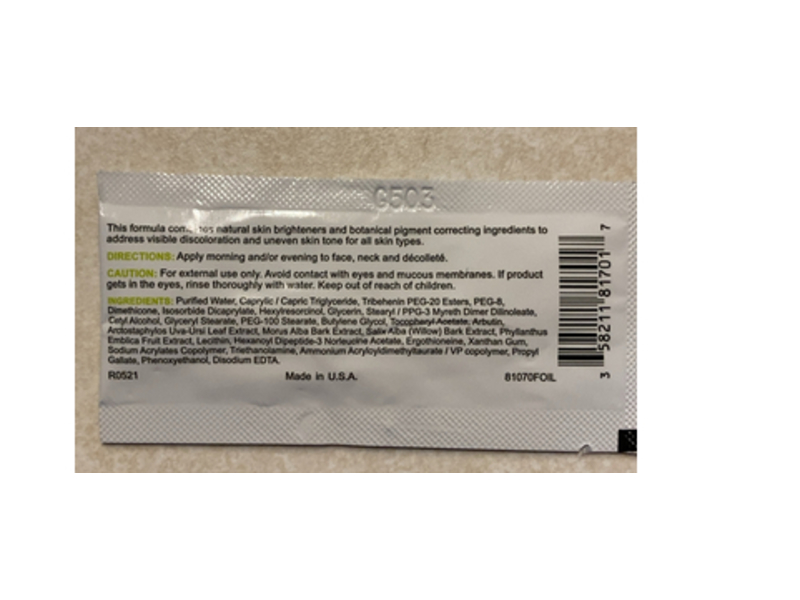 G503
This formula natural skin brighteners and botanical pigment correcting ingredients to
address visible discoloration and uneven skin tone for all skin types.
DIRECTIONS: Apply morning and/or evening to face, neck and décolleté.
CAUTION: For external use only. Avoid contact with eyes and mucous membranes. If product
gets in the eyes, rinse thoroughly with water. Keep out of reach of children.
INGREDIENTS: Purified Water, Caprylic / Capric Triglyceride, Tribehenin PEG-20 Esters, PEG-8,
Dimethicone, Isosorbide Dicaprylate, Hexylresorcinol, Glycerin, Stearyl / PPG-3 Myreth Dimer Dilinoleate,
Cetyl Alcohol, Glyceryl Stearate, PEG-100 Stearate, Butylene Glycol, Tocopheryl Acetate, Arbutin,
Arctostaphylos Uva-Ursi Leaf Extract, Morus Alba Bark Extract, Salix Alba (Willow) Bark Extract, Phyllanthus
Emblica Fruit Extract, Lecithin, Hexanoyl Dipeptide-3 Norleucine Acetate, Ergothioneine, Xanthan Gum,
Sodium Acrylates Copolymer, Triethanolamine, Ammonium Acryloyldimethyltaurate / VP copolymer, Propyl
Gallate, Phenoxyethanol, Disodium EDTA.
R0521 Made in U.S.A. 81070FOIL
3 58211 81701 7